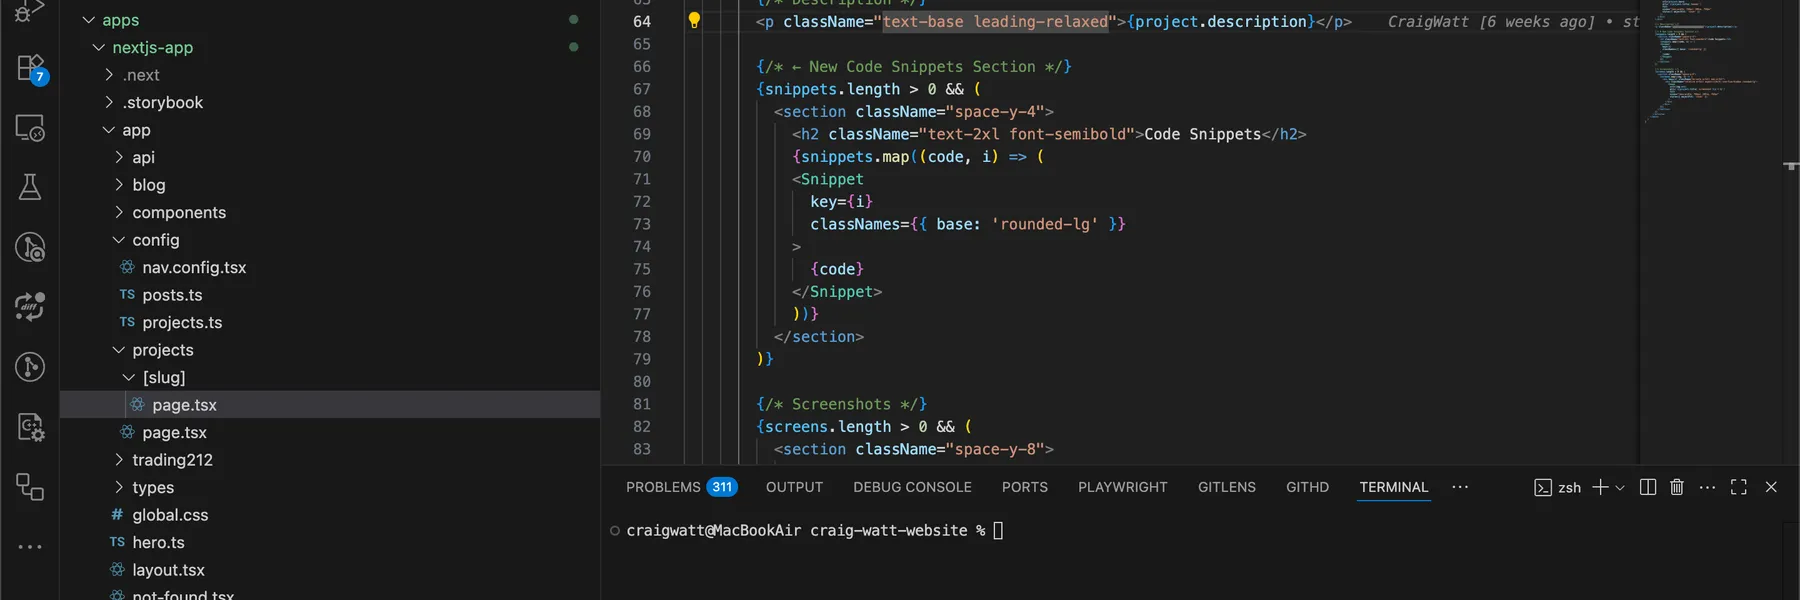 apps
nextjs-app
.next
.storybook
app
api
blog
components
config
nav.config.tsx
TS posts.ts
TS projects.ts
projects
[slug]
page.tsx
page.tsx
trading212
types
# global.css
TS hero.ts
layout.tsx
not-found.tsx
7
64 <p className="text-base leading-relaxed">{project.description}</p> CraigWatt [6 weeks ago] • st
65
66 {/* ← New Code Snippets Section */}
67 {snippets.length > 0 && (
68 <section className="space-y-4">
69 <h2 className="text-2xl font-semibold">Code Snippets</h2>
70 {snippets.map((code, i) => (
71 <Snippet
72 key={i}
73 classNames={{ base: 'rounded-lg' }}
74 >
75 {code}
76 </Snippet>
77 ))}
78 </section>
79 )}
80
81 {/* Screenshots */}
82 {screens.length > 0 && (
83 <section className="space-y-8">
PROBLEMS 311 OUTPUT DEBUG CONSOLE PORTS PLAYWRIGHT GITLENS GITHD TERMINAL ··· zsh
craigwatt@MacBookAir craig-watt-website %